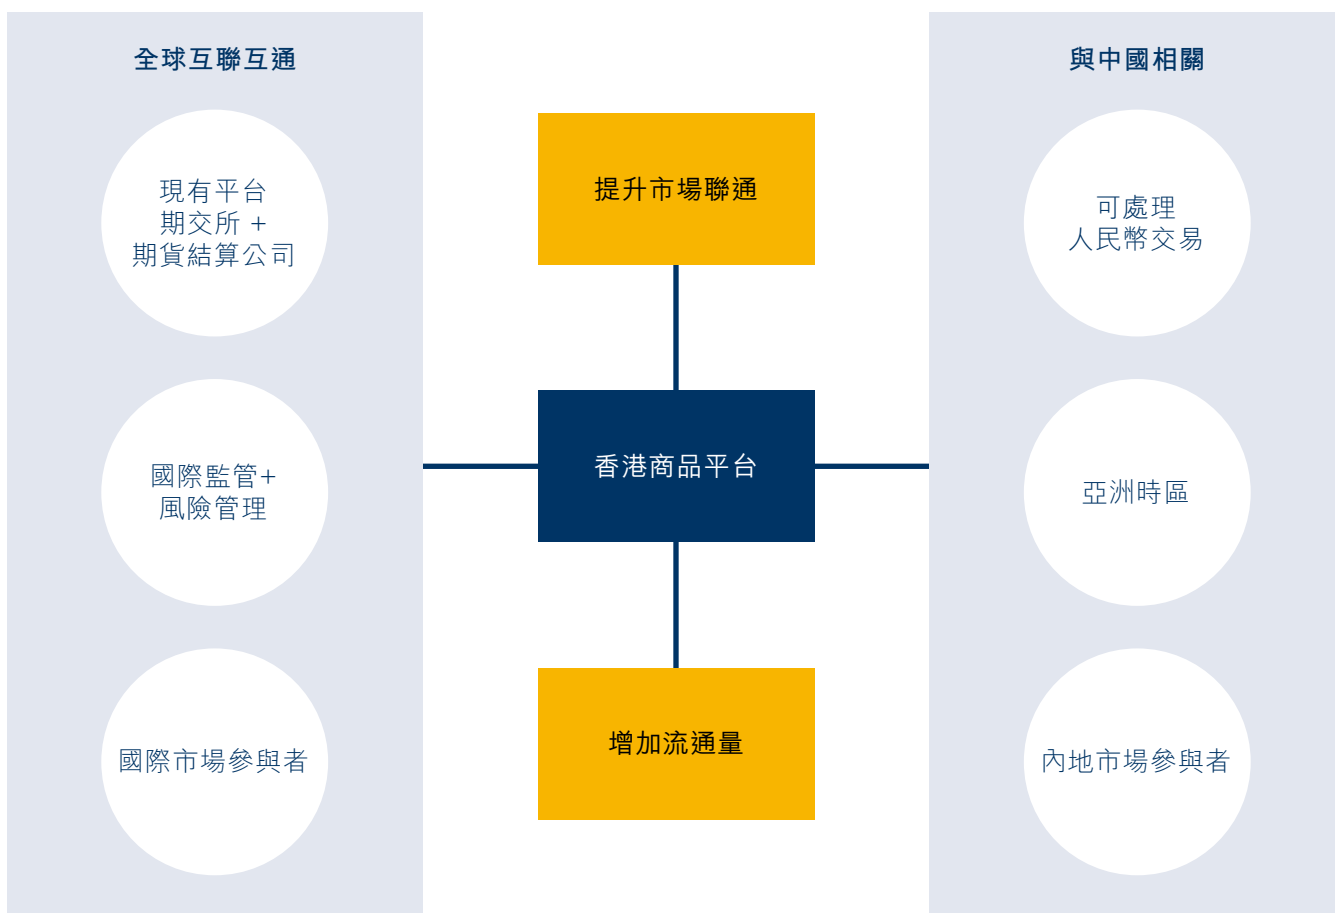 全球互聯互通
現有平台
期交所 +
期貨結算公司
國際監管+
風險管理
國際市場參與者
提升市場聯通
香港商品平台
增加流通量
與中國相關
可處理
人民幣交易
亞洲時區
內地市場參與者